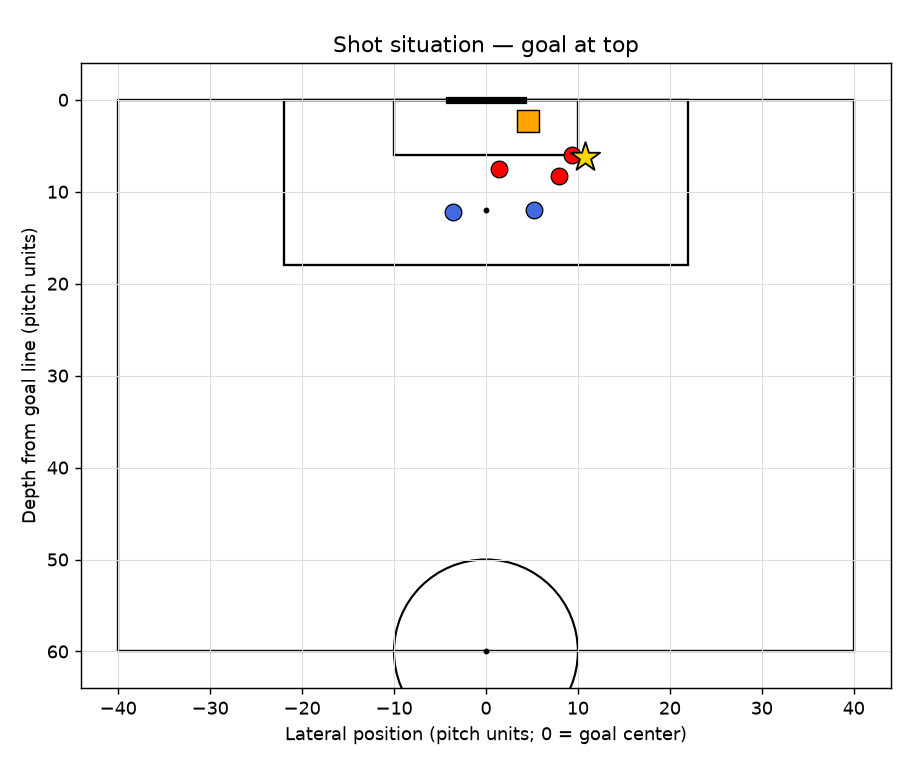 Shot situation — goal at top
0
10
20
30
40
50
60
Depth from goal line (pitch units)
−40 −30 −20 −10 0 10 20 30 40
Lateral position (pitch units; 0 = goal center)